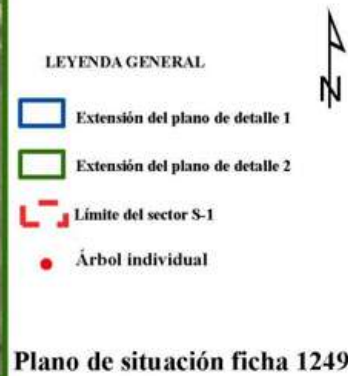 N
LEYENDA GENERAL
Extensión del plano de detalle 1
Extensión del plano de detalle 2
Límite del sector S-1
Árbol individual
Plano de situación ficha 1249